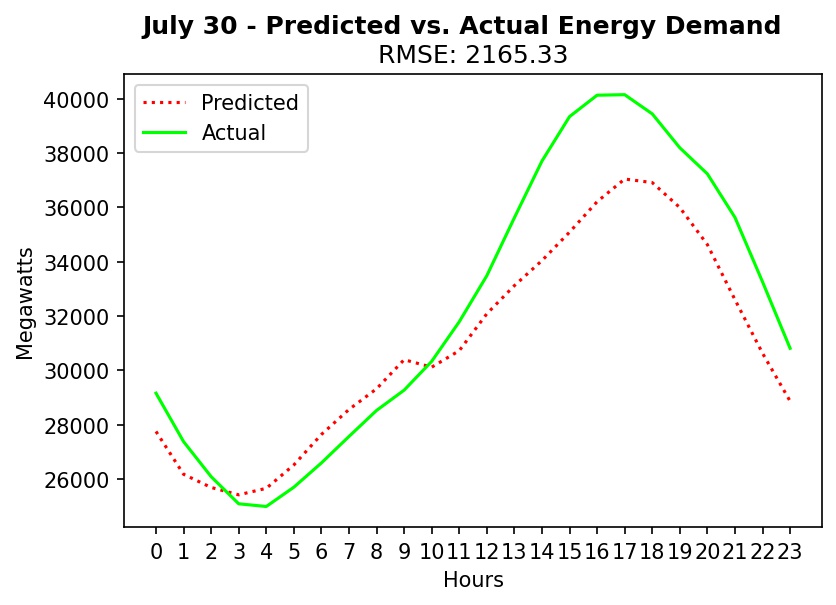 July 30 - Predicted vs. Actual Energy Demand
RMSE: 2165.33
Predicted
Actual
40000
38000
36000
34000
32000
30000
28000
26000
Megawatts
0 1 2 3 4 5 6 7 8 9 10 11 12 13 14 15 16 17 18 19 20 21 22 23
Hours